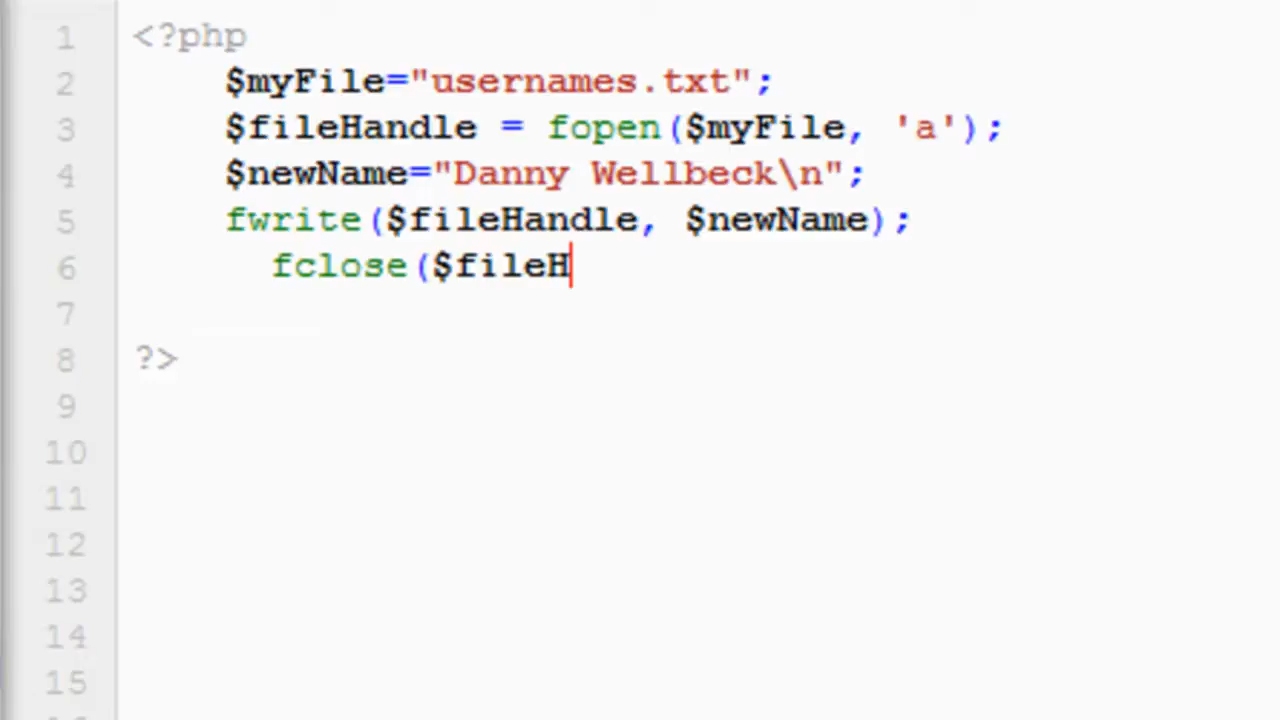 1 <?php
2 $myFile="usernames.txt";
3 $fileHandle = fopen($myFile, 'a');
4 $newName="Danny Wellbeck\n";
5 fwrite($fileHandle, $newName);
6 fclose($fileH
7
8 ?>
9
10
11
12
13
14
15